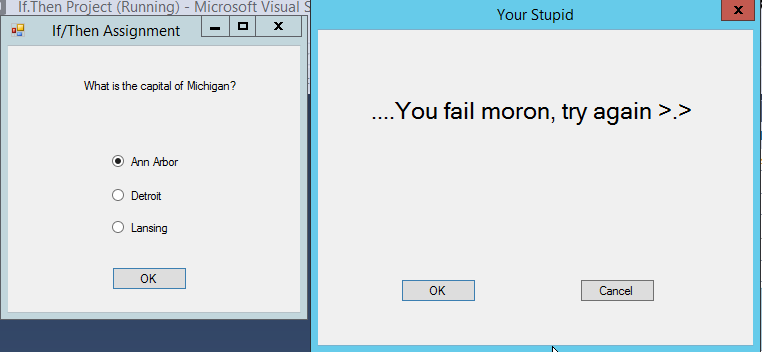 If.Then Project (Running) - Microsoft Visual S
If/Then Assignment
What is the capital of Michigan?
Ann Arbor
Detroit
Lansing
OK
Your Stupid
....You fail moron, try again >.>
OK
Cancel